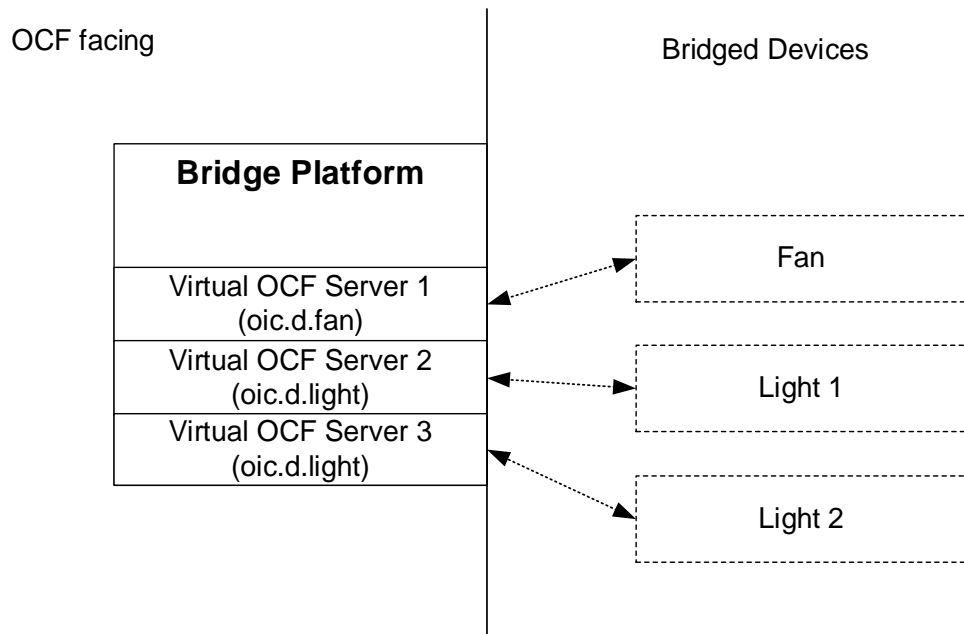 OCF facing
Bridged Devices
Bridge Platform
Virtual OCF Server 1
(oic.d.fan)
Virtual OCF Server 2
(oic.d.light)
Virtual OCF Server 3
(oic.d.light)
Fan
Light 1
Light 2